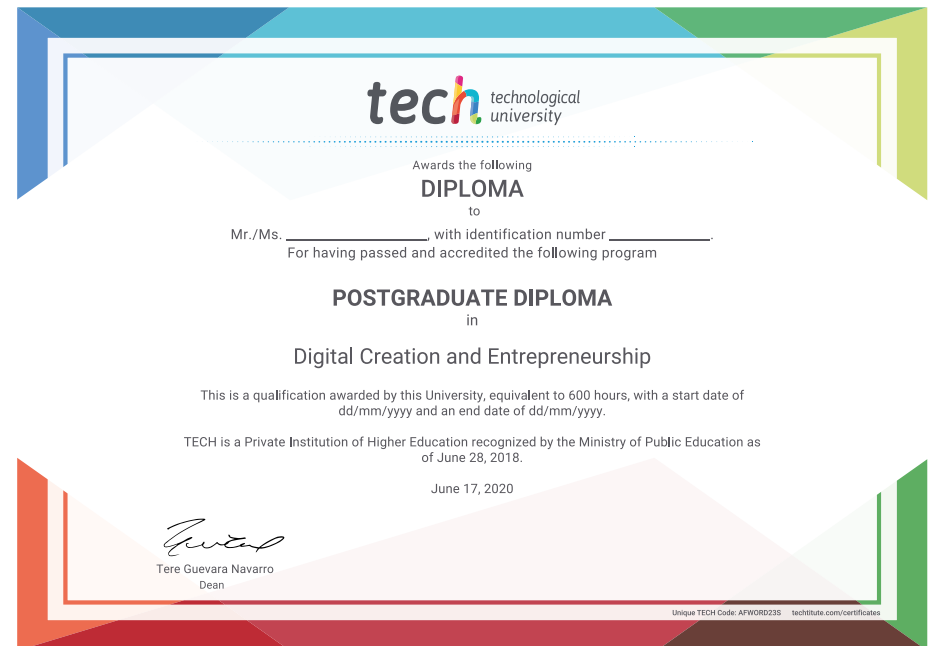 tech technological
university
Awards the following
DIPLOMA
to
Mr./Ms. ____________________, with identification number ______________.
For having passed and accredited the following program
POSTGRADUATE DIPLOMA
in
Digital Creation and Entrepreneurship
This is a qualification awarded by this University, equivalent to 600 hours, with a start date of
dd/mm/yyyy and an end date of dd/mm/yyyy.
TECH is a Private Institution of Higher Education recognized by the Ministry of Public Education as
of June 28, 2018.
June 17, 2020
Tere Guevara Navarro
Dean
Unique TECH Code: AFWORD23S techtitute.com/certificates